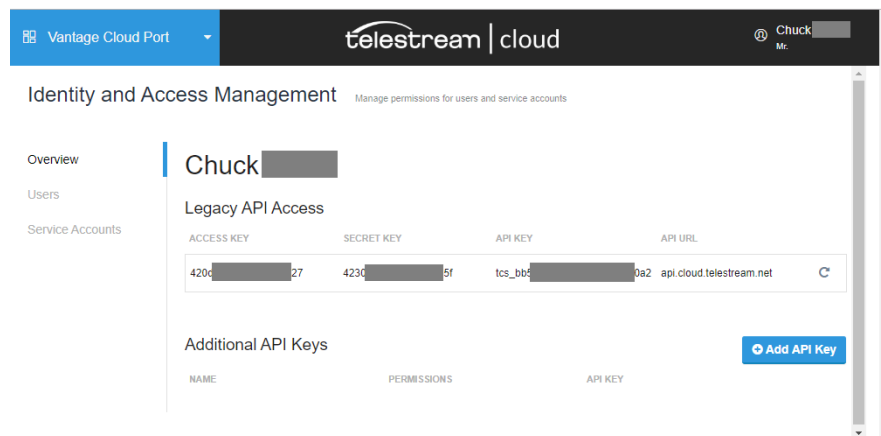 Vantage Cloud Port
telestream | cloud
Chuck
Mr.
Identity and Access Management
Manage permissions for users and service accounts
Overview
Users
Service Accounts
Chuck
Legacy API Access
ACCESS KEY SECRET KEY API KEY API URL
420c 27 4230 5f tcs_bb5 0a2 api.cloud.telestream.net
Additional API Keys
Add API Key
NAME PERMISSIONS API KEY